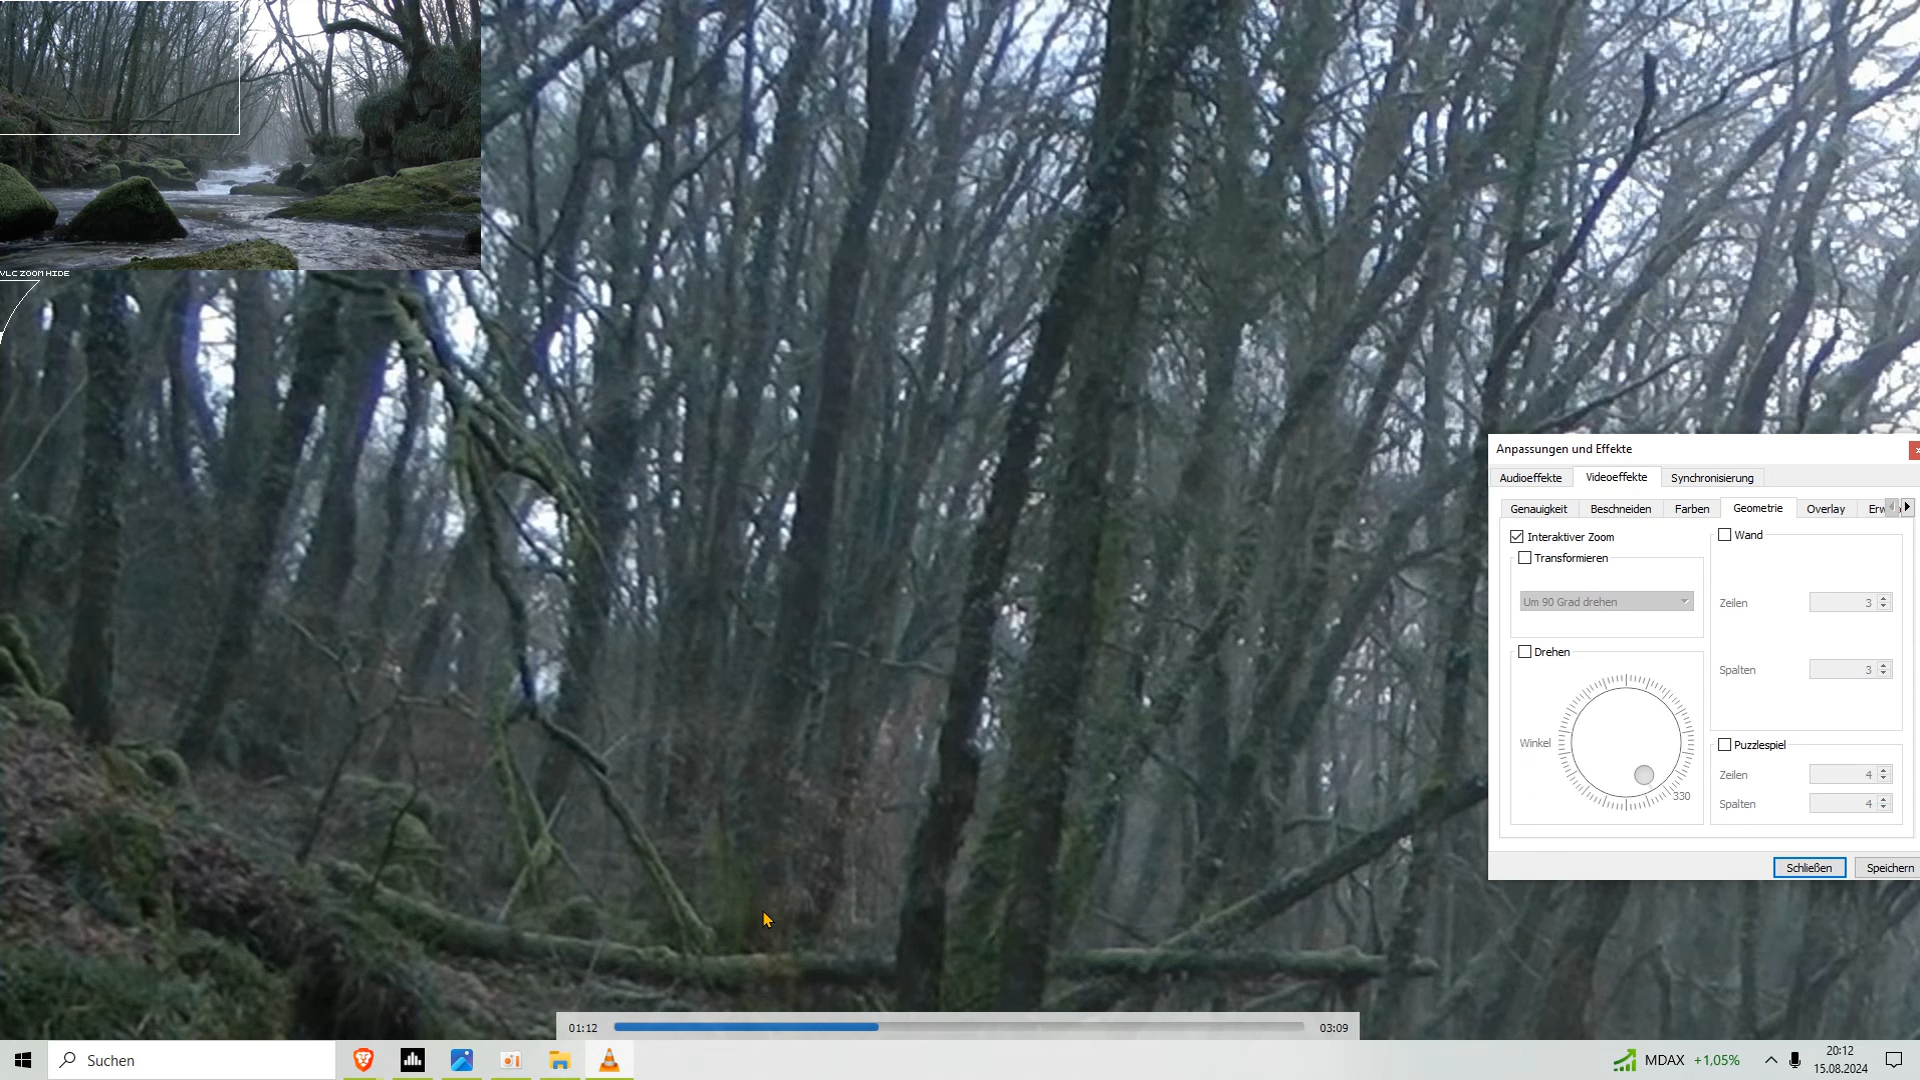 VLC ZOOM HIDE
Anpassungen und Effekte
Audioeffekte Videoeffekte Synchronisierung
Genauigkeit Beschneiden Farben Geometrie Overlay
Interaktiver Zoom
Transformieren
Um 90 Grad drehen
Drehen
Winkel
330
Wand
Zeilen 3
Spalten 3
Puzzlespiel
Zeilen 4
Spalten 4
Schließen Speichern
01:12 03:09
Suchen
MDAX +1,05%
20:12
15.08.2024